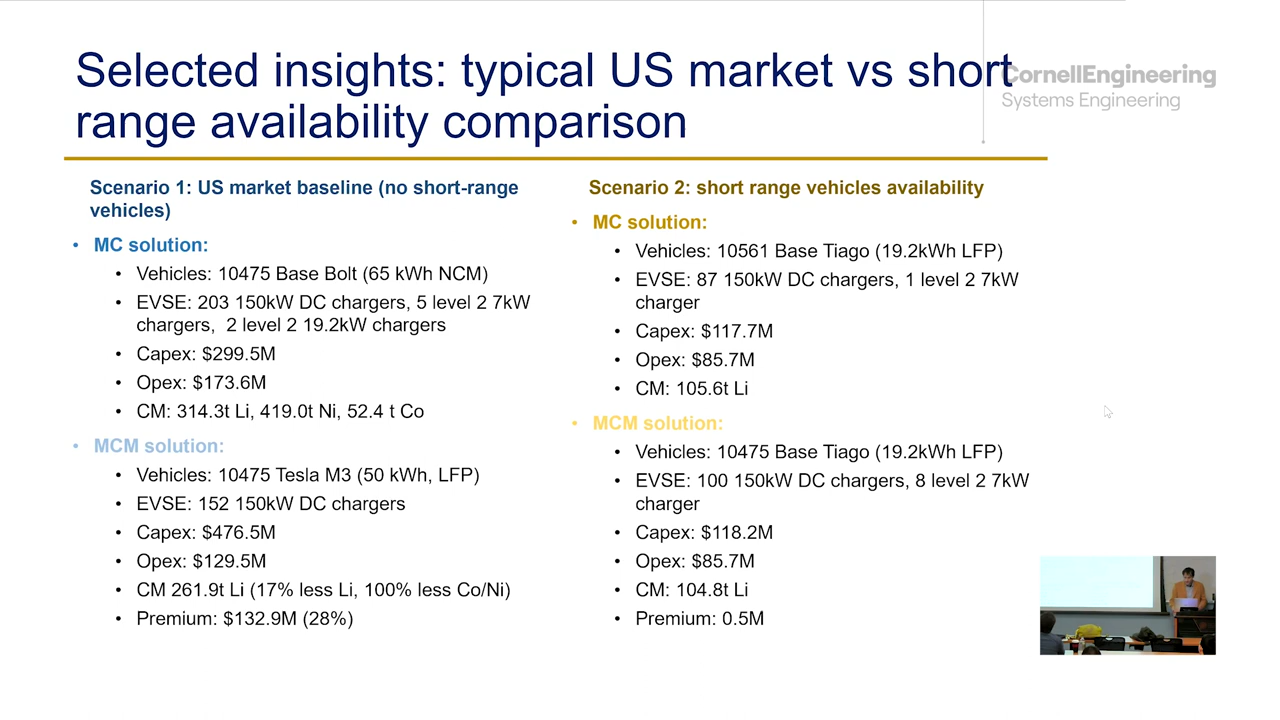 Selected insights: typical US market vs short
range availability comparison
CornellEngineering
Systems Engineering
Scenario 1: US market baseline (no short-range
vehicles)
• MC solution:
• Vehicles: 10475 Base Bolt (65 kWh NCM)
• EVSE: 203 150kW DC chargers, 5 level 2 7kW
chargers,  2 level 2 19.2kW chargers
• Capex: $299.5M
• Opex: $173.6M
• CM: 314.3t Li, 419.0t Ni, 52.4 t Co
• MCM solution:
• Vehicles: 10475 Tesla M3 (50 kWh, LFP)
• EVSE: 152 150kW DC chargers
• Capex: $476.5M
• Opex: $129.5M
• CM 261.9t Li (17% less Li, 100% less Co/Ni)
• Premium: $132.9M (28%)
Scenario 2: short range vehicles availability
• MC solution:
• Vehicles: 10561 Base Tiago (19.2kWh LFP)
• EVSE: 87 150kW DC chargers, 1 level 2 7kW
charger
• Capex: $117.7M
• Opex: $85.7M
• CM: 105.6t Li
• MCM solution:
• Vehicles: 10475 Base Tiago (19.2kWh LFP)
• EVSE: 100 150kW DC chargers, 8 level 2 7kW
charger
• Capex: $118.2M
• Opex: $85.7M
• CM: 104.8t Li
• Premium: 0.5M